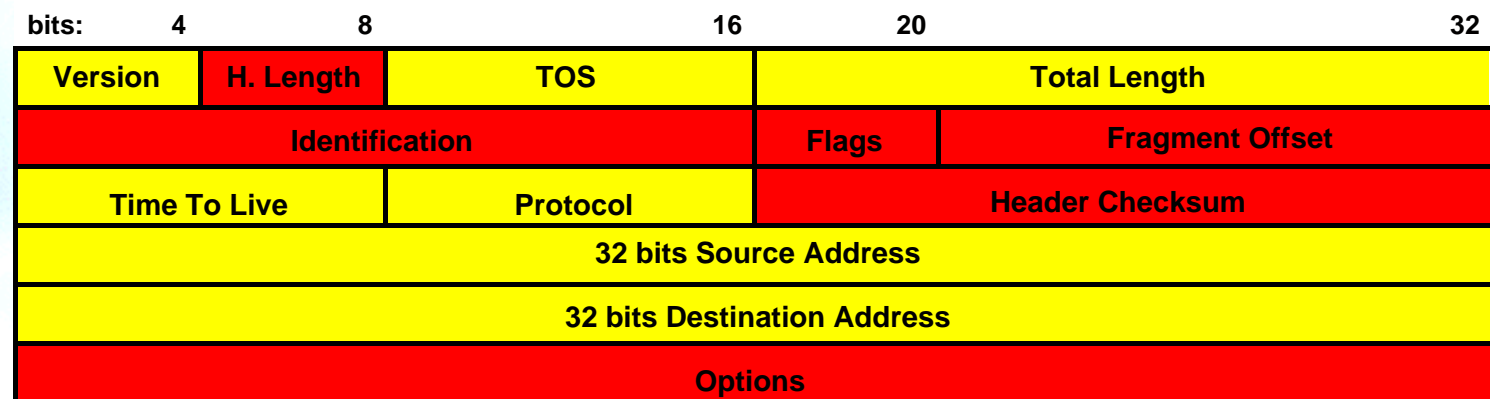 bits: 4 8 16 20 32
Version H. Length TOS Total Length
Identification Flags Fragment Offset
Time To Live Protocol Header Checksum
32 bits Source Address
32 bits Destination Address
Options